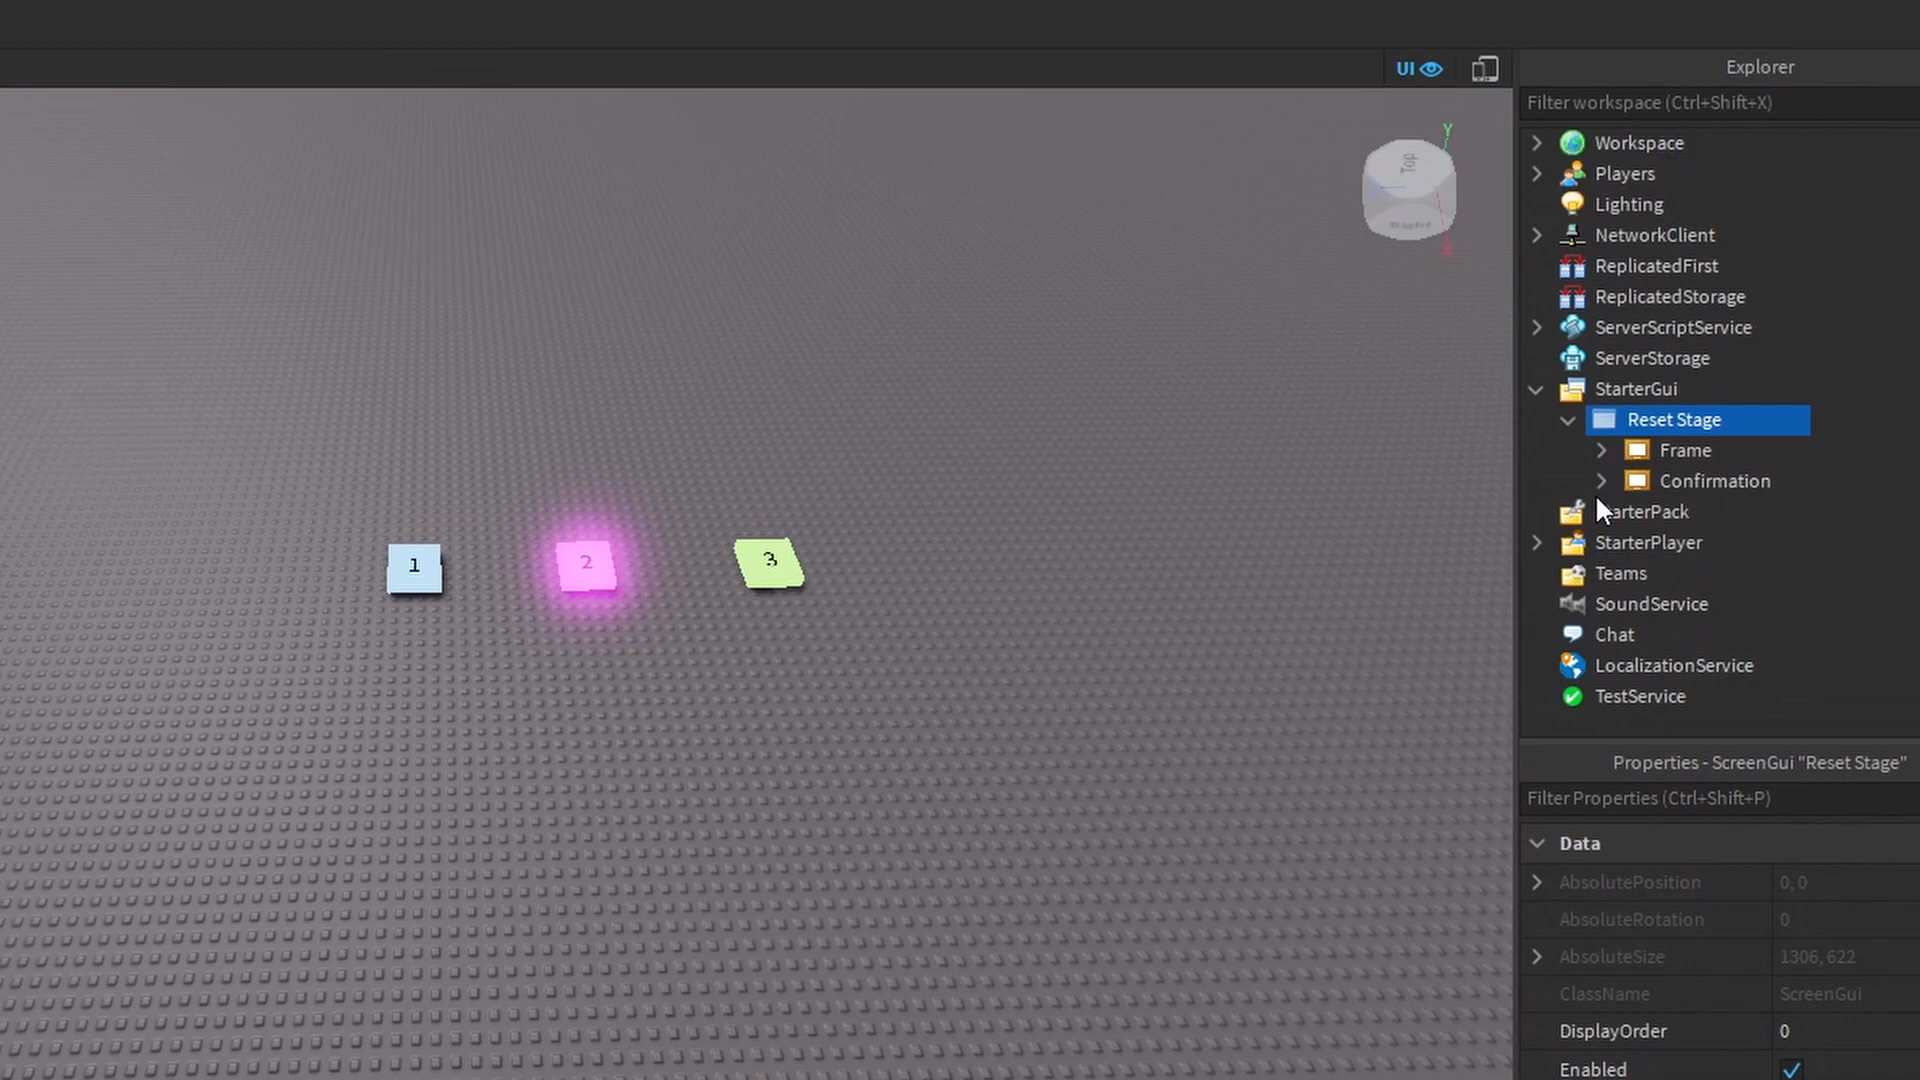 UI
Explorer
Filter workspace (Ctrl+Shift+X)
Workspace
Players
Lighting
NetworkClient
ReplicatedFirst
ReplicatedStorage
ServerScriptService
ServerStorage
StarterGui
Reset Stage
Frame
Confirmation
arterPack
StarterPlayer
Teams
SoundService
Chat
LocalizationService
TestService
Y
Top
X
1
2
3
Properties - ScreenGui "Reset Stage"
Filter Properties (Ctrl+Shift+P)
Data
AbsolutePosition 0, 0
AbsoluteRotation 0
AbsoluteSize 1306, 622
ClassName ScreenGui
DisplayOrder 0
Enabled